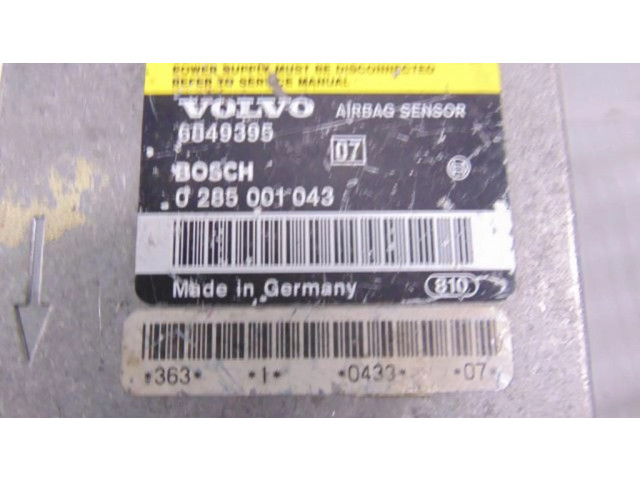 POWER SUPPLY MUST BE DISCONNECTED
REFER TO SERVICE MANUAL
VOLVO AIRBAG SENSOR
6849395
07
BOSCH
0 285 001 043
Made in Germany 810
*363* *1* *0433* *07*